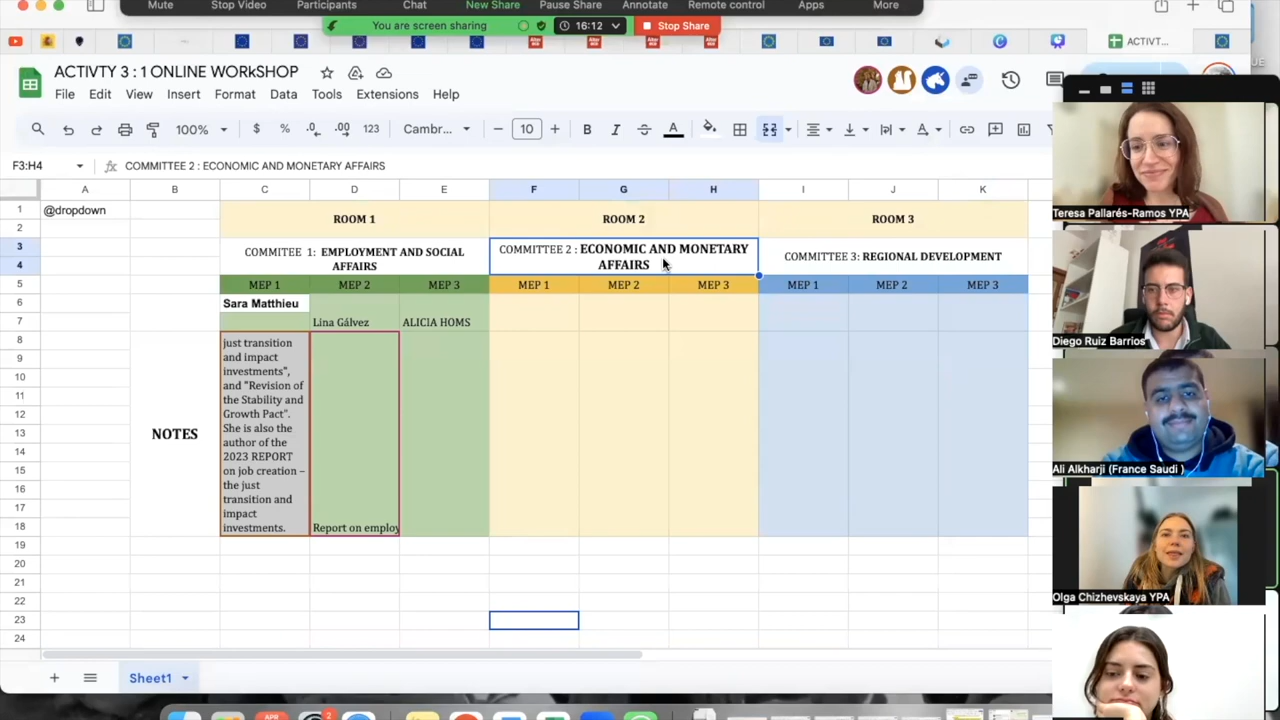 Mute Stop Video Participants Chat New Share Pause Share Annotate Remote control Apps More
You are screen sharing 16:12 Stop Share
ACTIVT...
ACTIVTY 3 : 1 ONLINE WORKSHOP
File Edit View Insert Format Data Tools Extensions Help
100% $ % .0 .00 123 Cambr... 10 B I A
F3:H4 fx COMMITTEE 2 : ECONOMIC AND MONETARY AFFAIRS
A B C D E F G H I J K
1 @dropdown ROOM 1 ROOM 2 ROOM 3
2
3 COMMITEE 1: EMPLOYMENT AND SOCIAL AFFAIRS COMMITTEE 2 : ECONOMIC AND MONETARY AFFAIRS COMMITTEE 3: REGIONAL DEVELOPMENT
4
5 MEP 1 MEP 2 MEP 3 MEP 1 MEP 2 MEP 3 MEP 1 MEP 2 MEP 3
6 Sara Matthieu
7 Lina Gálvez ALICIA HOMS
8 just transition
and impact
9 investments",
10 and "Revision of
11 the Stability and
12 Growth Pact".
She is also the
13 NOTES author of the
14 2023 REPORT
15 on job creation –
16 the just
17 transition and
impact
18 investments. Report on employ
19
20
21
22
23
24
Sheet1
Teresa Pallarés-Ramos YPA
Diego Ruiz Barrios
Ali Alkharji (France Saudi )
Olga Chizhevskaya YPA
APR
2